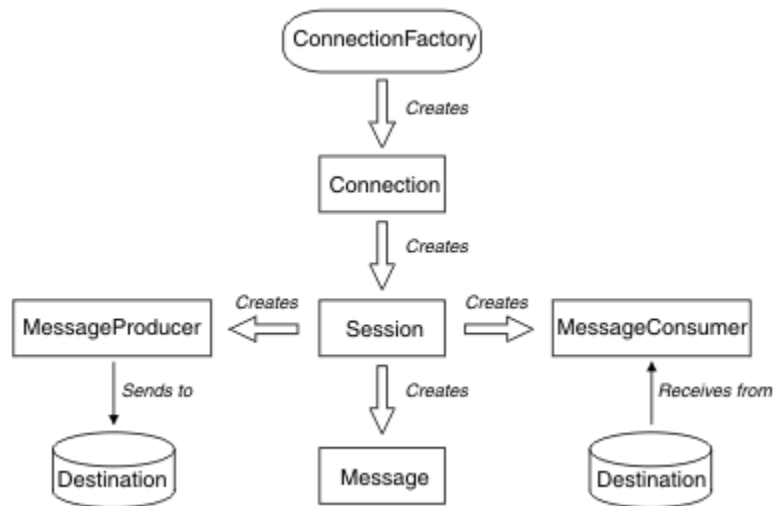 ConnectionFactory
Creates
Connection
Creates
Creates
Creates
MessageProducer
Session
MessageConsumer
Sends to
Creates
Receives from
Destination
Message
Destination